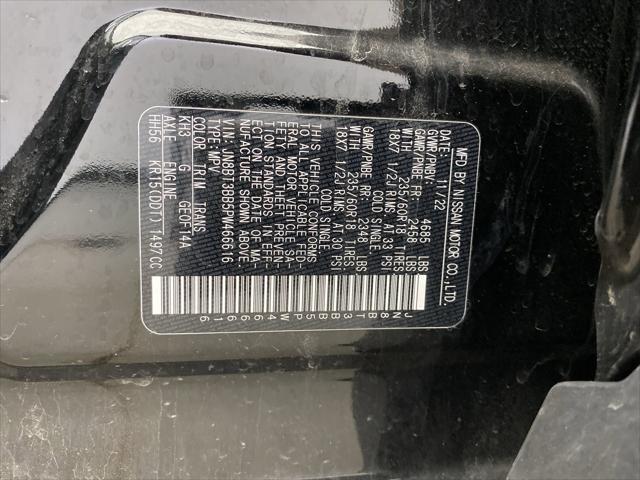 MFD BY NISSAN MOTOR CO.,LTD.
DATE: 11/22
GVWR/PNBV: 4695 LBS
GAWR/PNBE FR: 2458 LBS
WITH 235/60R18 TIRES
18X7 1/2J RIMS, AT 33 PSI
COLD SINGLE
GAWR/PNBE RR: 2348 LBS
WITH 235/60R18 TIRES
18X7 1/2J RIMS, AT 33 PSI
COLD SINGLE
THIS VEHICLE CONFORMS
TO ALL APPLICABLE FED-
ERAL MOTOR VEHICLE SA-
FETY AND THEFT PREVEN-
TION STANDARDS IN EFF-
ECT ON THE DATE OF MA-
NUFACTURE SHOWN ABOVE.
VIN: JN8BT3BB5PW466616
TYPE: MPV
COLOR TRIM TRANS
KH3 G GE0F14A
AXLE ENGINE
HH56 KR15(DDT) 1497CC
JN8BT3BB5PW466616